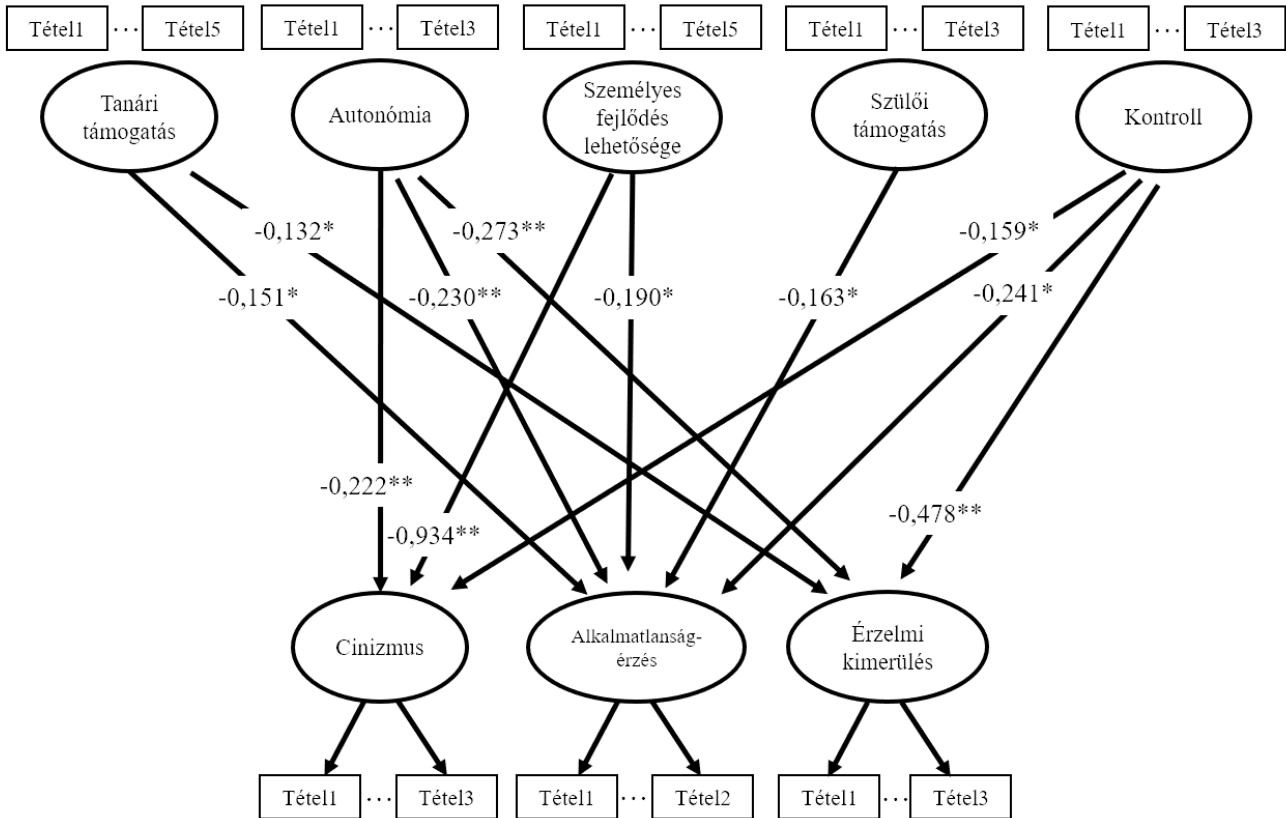 Tétel1 ... Tétel5 Tétel1 ... Tétel3 Tétel1 ... Tétel5 Tétel1 ... Tétel3 Tétel1 ... Tétel3
Tanári
támogatás
Autonómia
Személyes
fejlődés
lehetősége
Szülői
támogatás
Kontroll
-0,132* -0,273** -0,159*
-0,151* -0,230** -0,190* -0,163* -0,241*
-0,222**
-0,934** -0,478**
Cinizmus
Alkalmatlanság-
érzés
Érzelmi
kimerülés
Tétel1 ... Tétel3 Tétel1 ... Tétel2 Tétel1 ... Tétel3